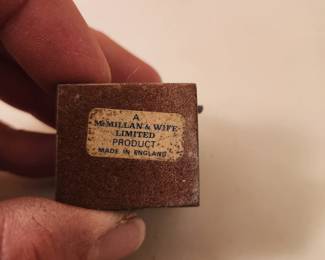 A
McMILLAN & WIFE
LIMITED
PRODUCT
MADE IN ENGLAND